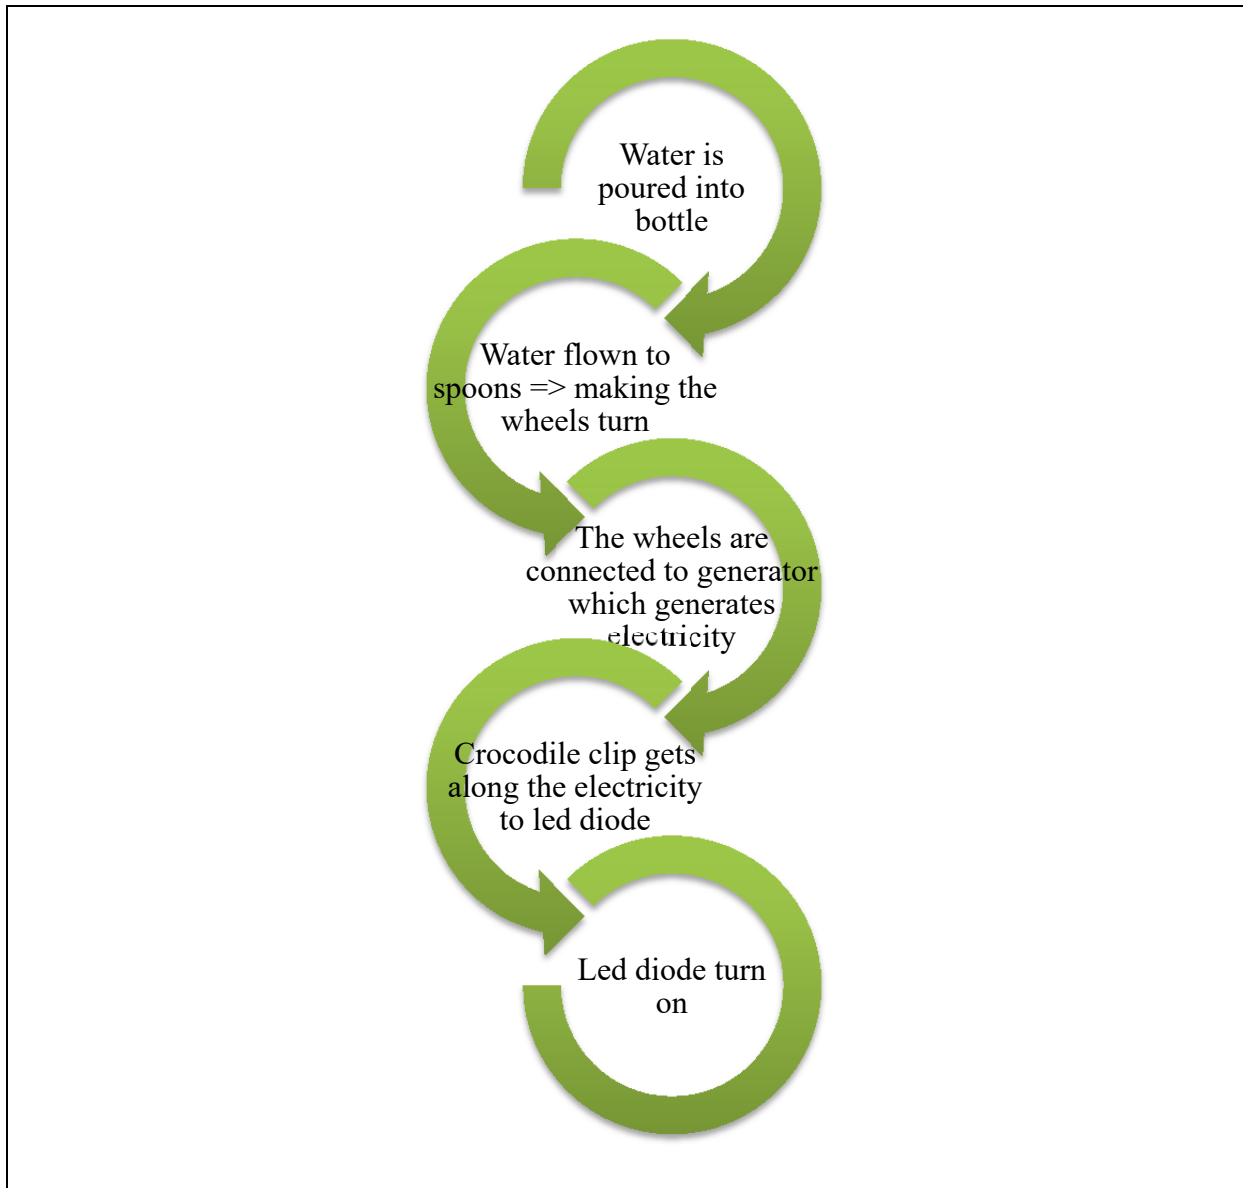 Water is
poured into
bottle
Water flown to
spoons => making the
wheels turn
The wheels are
connected to generator
which generates
electricity
Crocodile clip gets
along the electricity
to led diode
Led diode turn
on